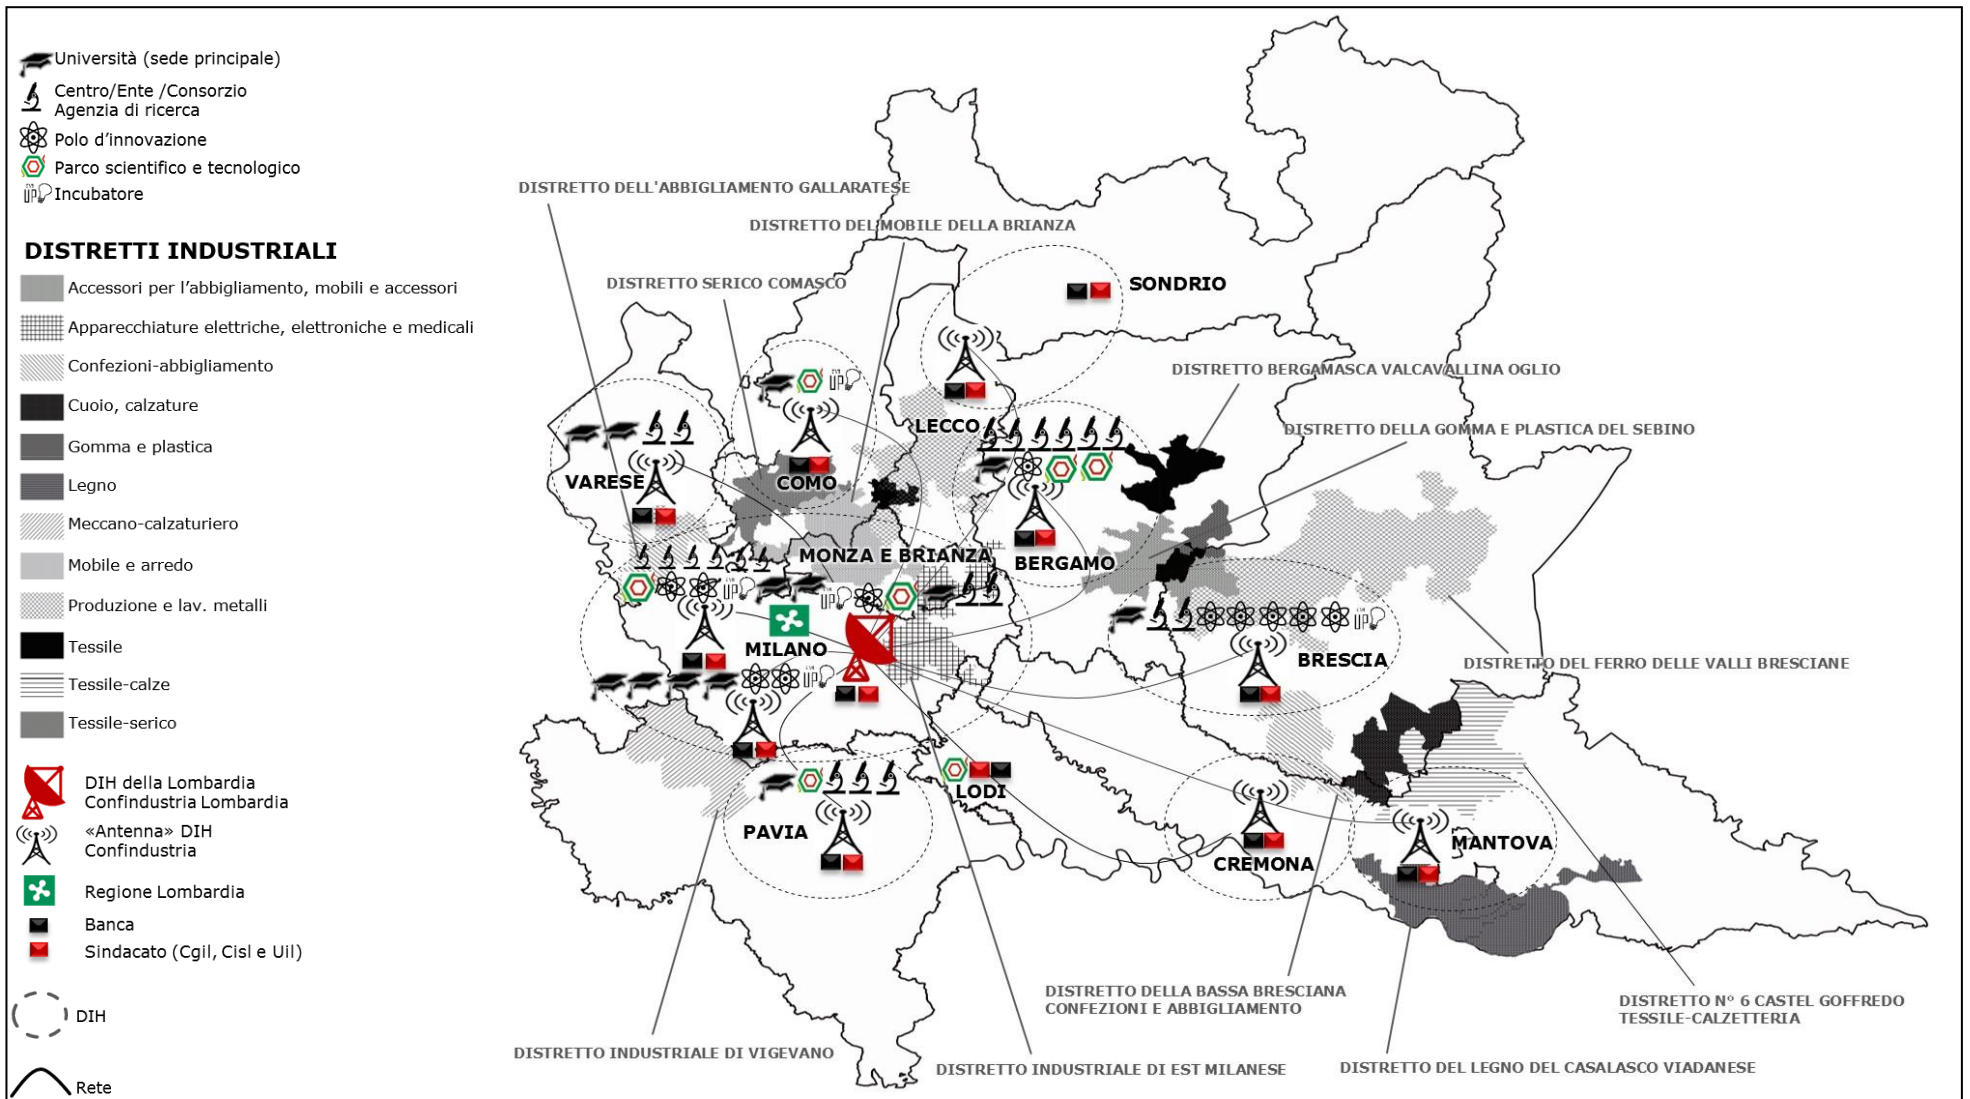 Università (sede principale)
Centro/Ente /Consorzio
Agenzia di ricerca
Polo d’innovazione
Parco scientifico e tecnologico
UP
Incubatore
DISTRETTI INDUSTRIALI
Accessori per l’abbigliamento, mobili e accessori
Apparecchiature elettriche, elettroniche e medicali
Confezioni-abbigliamento
Cuoio, calzature
Gomma e plastica
Legno
Meccano-calzaturiero
Mobile e arredo
Produzione e lav. metalli
Tessile
Tessile-calze
Tessile-serico
DIH della Lombardia
Confindustria Lombardia
«Antenna» DIH
Confindustria
Regione Lombardia
Banca
Sindacato (Cgil, Cisl e Uil)
DIH
Rete
DISTRETTO DELL'ABBIGLIAMENTO GALLARATESE
DISTRETTO DEL MOBILE DELLA BRIANZA
DISTRETTO SERICO COMASCO
SONDRIO
DISTRETTO BERGAMASCA VALCAVALLINA OGLIO
UP
LECCO
DISTRETTO DELLA GOMMA E PLASTICA DEL SEBINO
VARESE
COMO
MONZA E BRIANZA
BERGAMO
UP
UP
UP
MILANO
BRESCIA
DISTRETTO DEL FERRO DELLE VALLI BRESCIANE
UP
LODI
PAVIA
MANTOVA
CREMONA
DISTRETTO DELLA BASSA BRESCIANA
CONFEZIONI E ABBIGLIAMENTO
DISTRETTO N° 6 CASTEL GOFFREDO
TESSILE-CALZETTERIA
DISTRETTO INDUSTRIALE DI VIGEVANO
DISTRETTO INDUSTRIALE DI EST MILANESE
DISTRETTO DEL LEGNO DEL CASALASCO VIADANESE